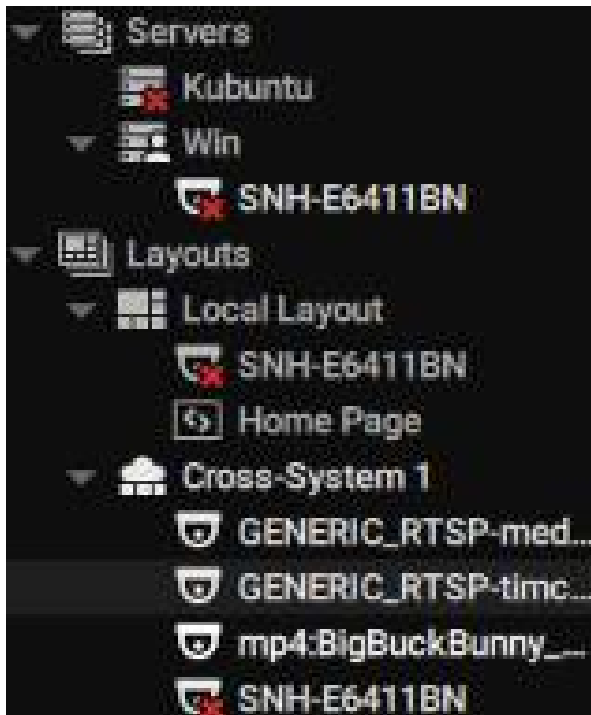 Servers
Kubuntu
Win
SNH-E6411BN
Layouts
Local Layout
SNH-E6411BN
Home Page
Cross-System 1
GENERIC_RTSP-med...
GENERIC_RTSP-timc...
mp4:BigBuckBunny_...
SNH-E6411BN